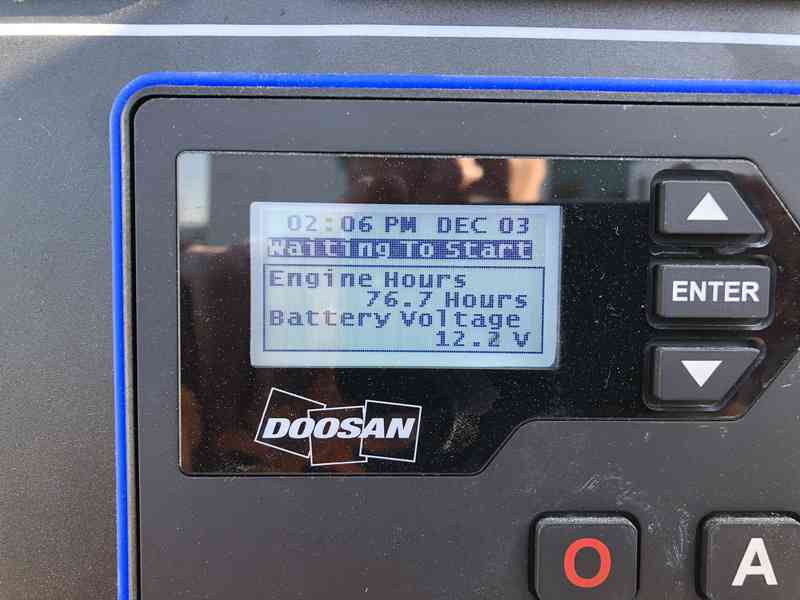 02:06 PM DEC 03
Waiting To Start
Engine Hours
76.7 Hours
Battery Voltage
12.2 V
ENTER
DOOSAN
O
A